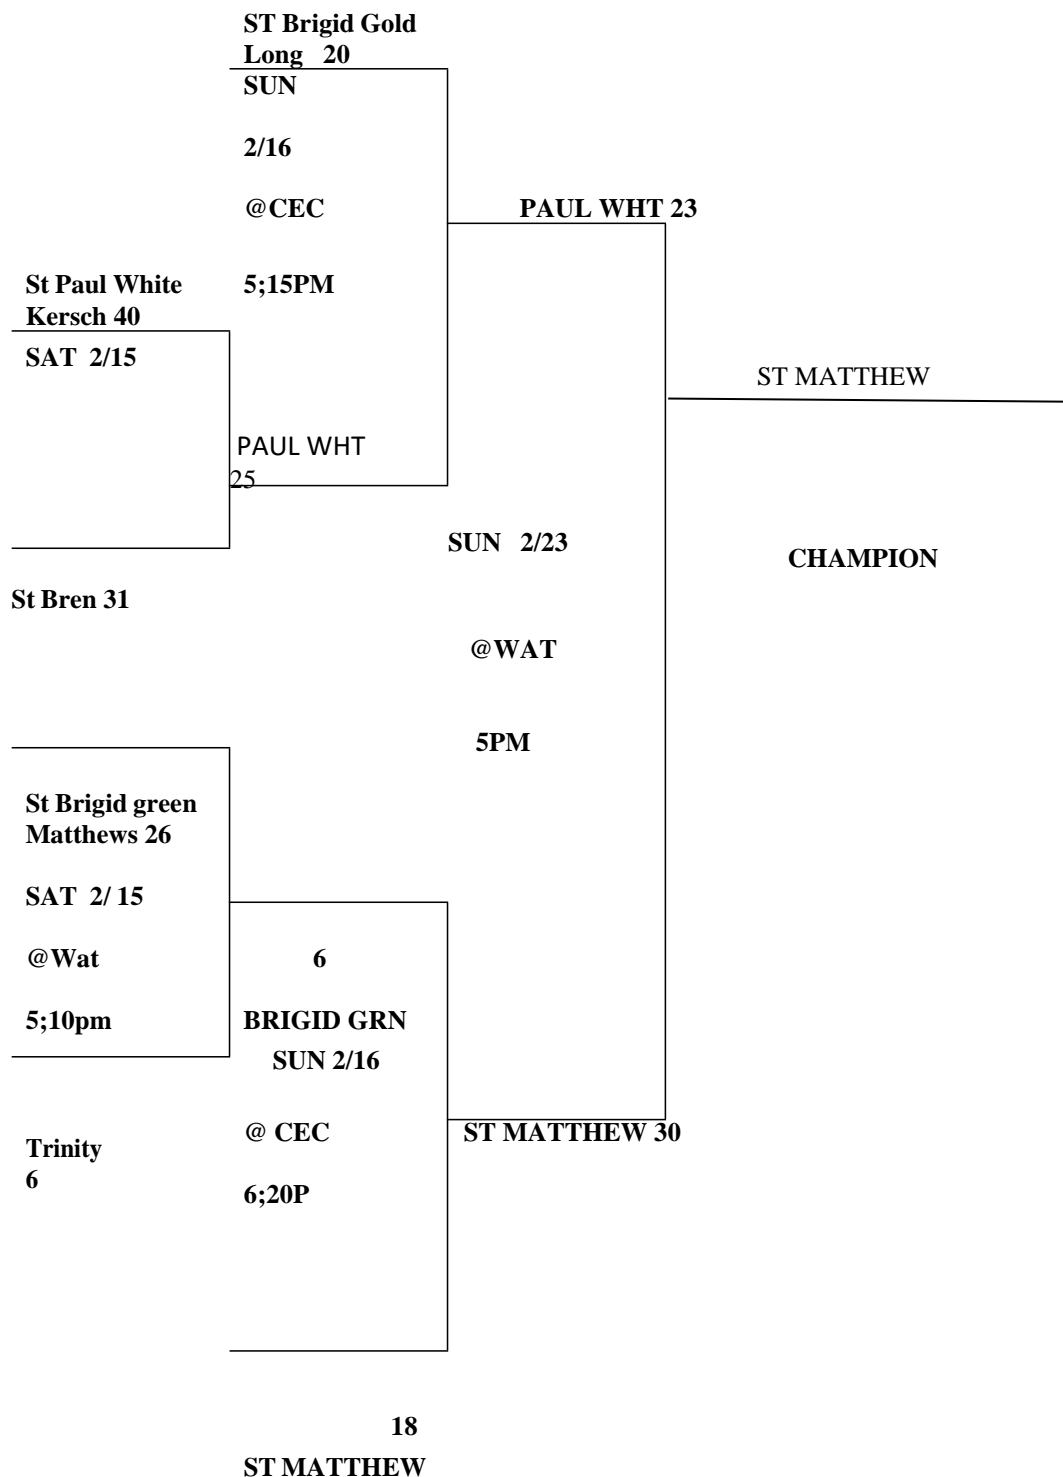 ST Brigid Gold
Long 20
SUN
2/16
@CEC
PAUL WHT 23
St Paul White
5;15PM
Kersch 40
SAT 2/15
ST MATTHEW
PAUL WHT
25
SUN 2/23
CHAMPION
St Bren 31
@WAT
5PM
St Brigid green
Matthews 26
SAT 2/ 15
@Wat
6
5;10pm
BRIGID GRN
SUN 2/16
@ CEC
ST MATTHEW 30
Trinity
6
6;20P
18
ST MATTHEW